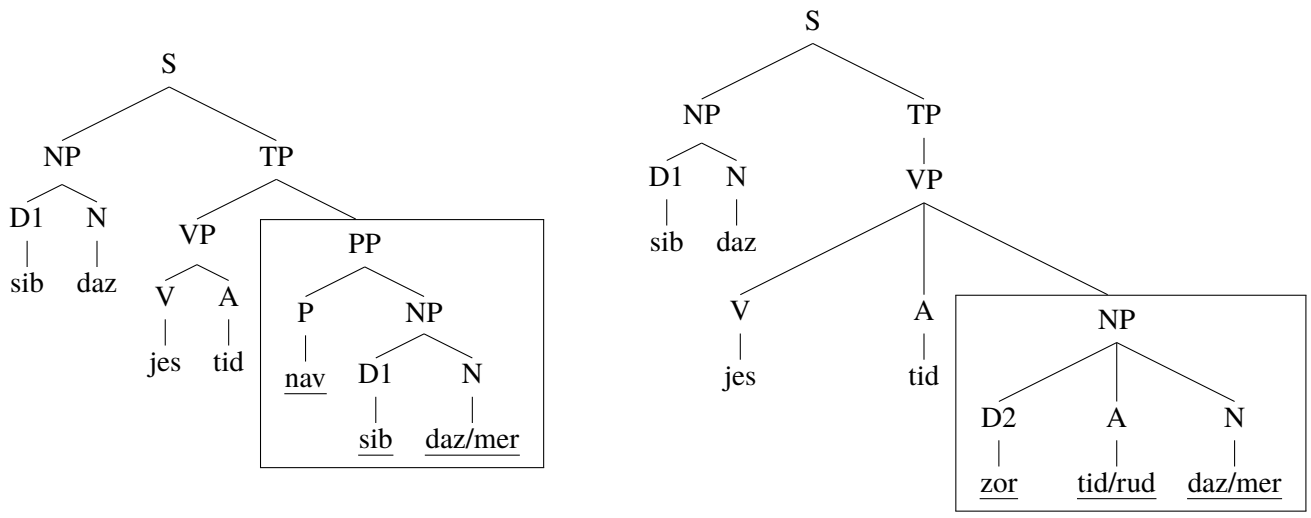 S
NP TP
D1 N VP PP
sib daz V A P NP
jes tid nav D1 N
sib daz/mer
S
NP TP
D1 N VP
sib daz
V A NP
jes tid
D2 A N
zor tid/rud daz/mer